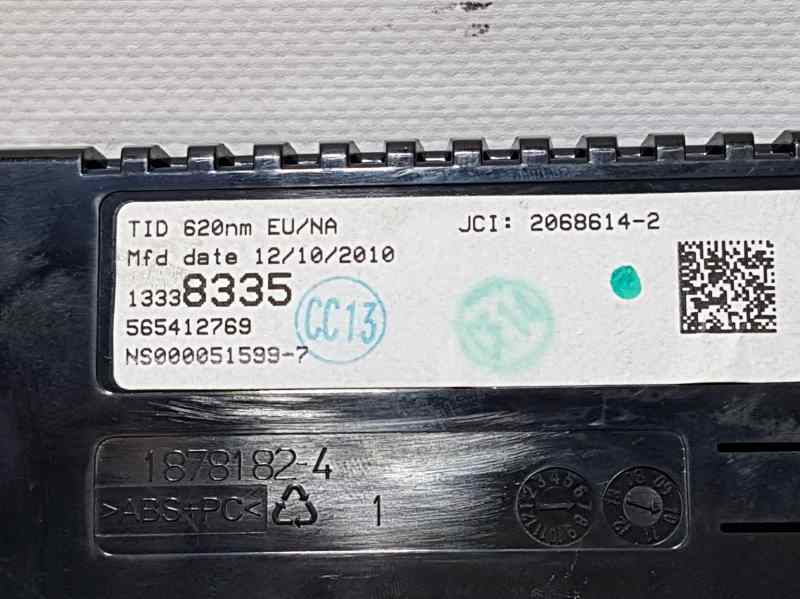 TID 620nm EU/NA
JCI: 2068614-2
Mfd date 12/10/2010
13338335
565412769
NS000051599-7
CC13
1878182-4
>ABS+PC<
1